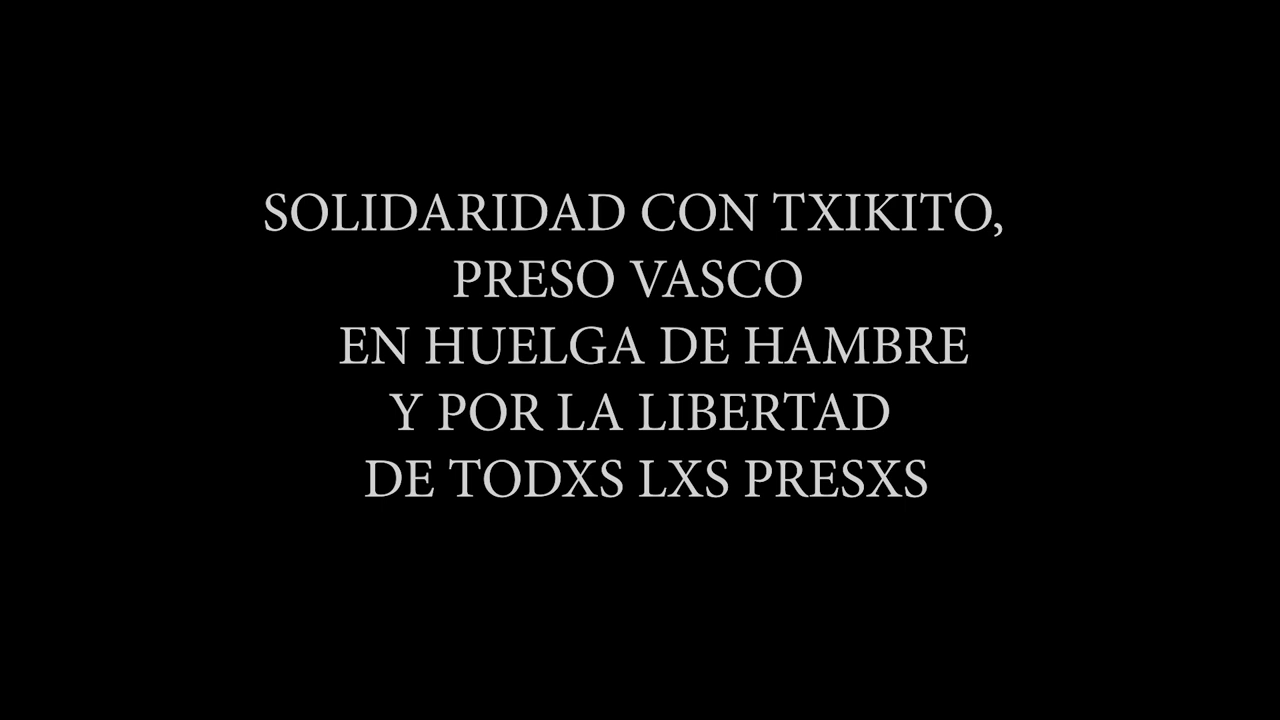 SOLIDARIDAD CON TXIKITO,
PRESO VASCO
EN HUELGA DE HAMBRE
Y POR LA LIBERTAD
DE TODXS LXS PRESXS